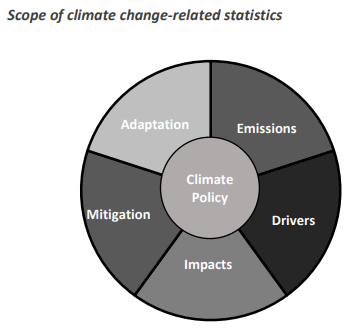 Scope of climate change-related statistics
Adaptation
Emissions
Climate
Policy
Mitigation
Drivers
Impacts